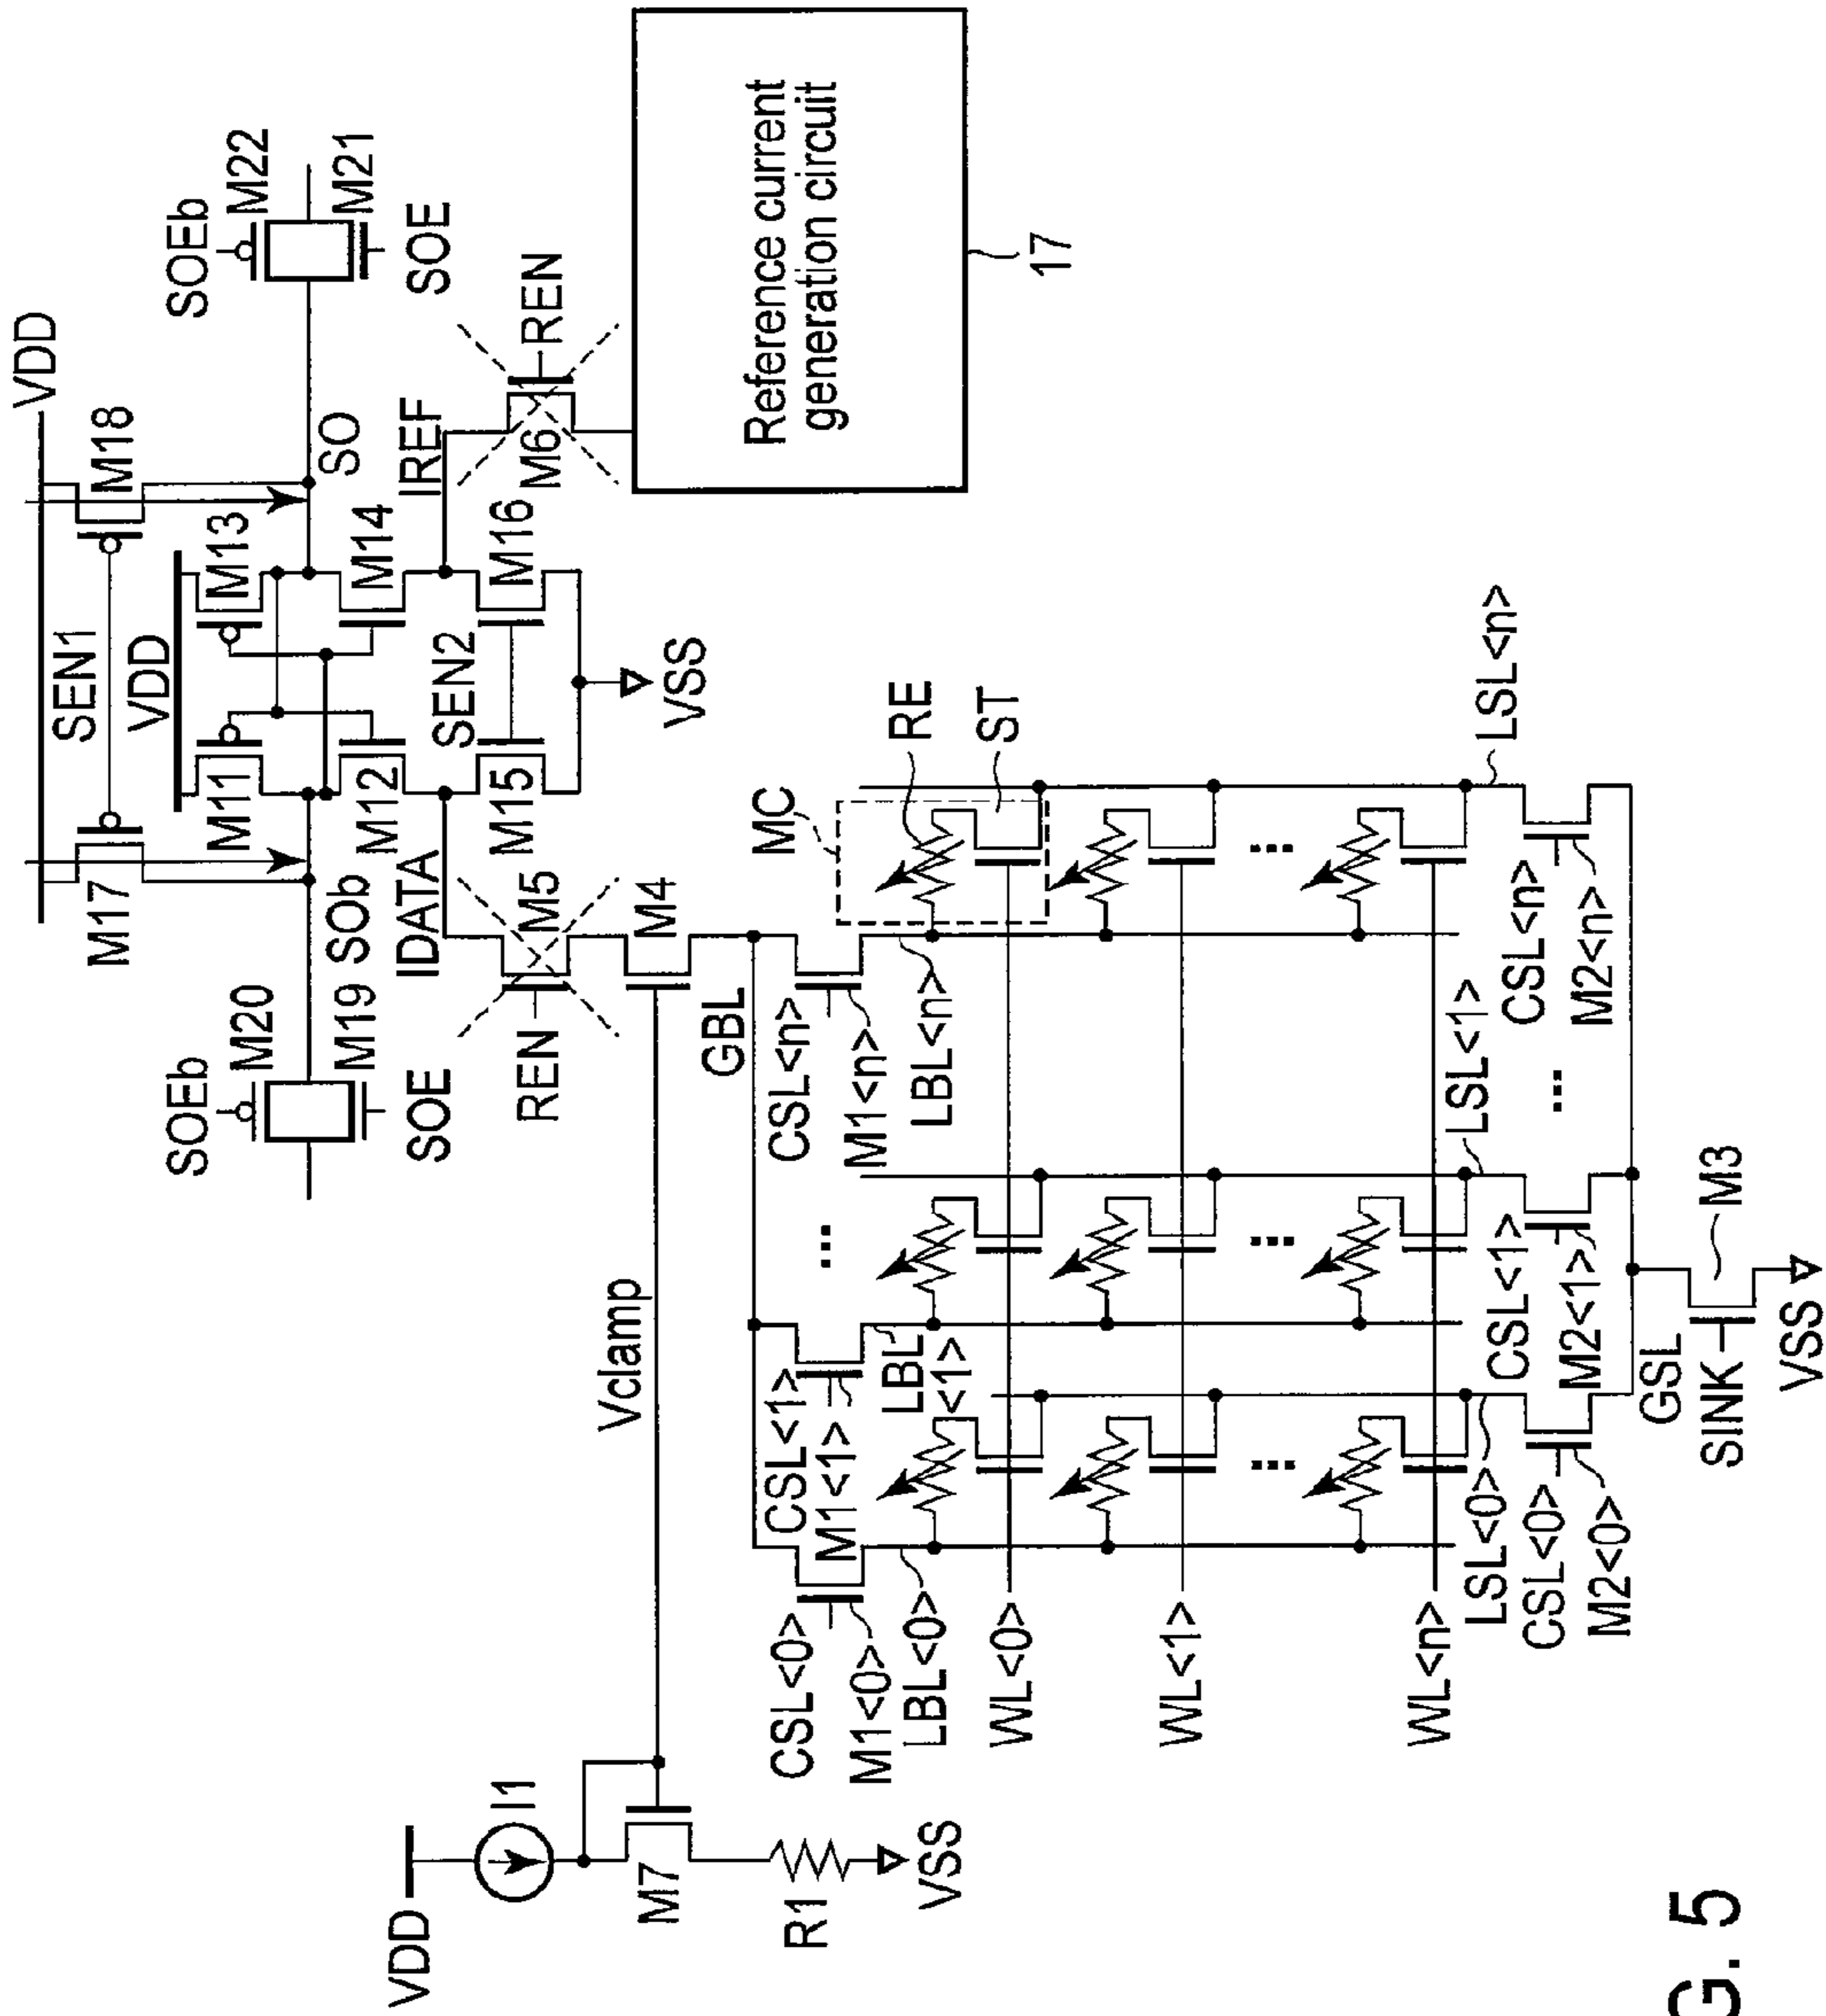 VDD
SEN1
VDD
M17
M18
M11
M13
SOEb
M20
M19
SOE
SOb
SO
SOEb
M22
M21
SOE
M12
M14
IDATA
SEN2
IREF
M15
M16
VSS
REN
M5
M4
M6
REN
Reference current
generation circuit
17
VDD
I1
M7
R1
VSS
Vclamp
GBL
CSL<0>
M1<0>
LBL<0>
CSL<1>
M1<1>
LBL
<1>
...
CSL<n>
M1<n>
LBL<n>
MC
RE
ST
WL<0>
WL<1>
...
...
...
WL<n>
LSL<0>
CSL<0>
M2<0>
LSL<1>
CSL<1>
M2<1>
...
LSL<n>
CSL<n>
M2<n>
GSL
SINK
M3
VSS
G. 5